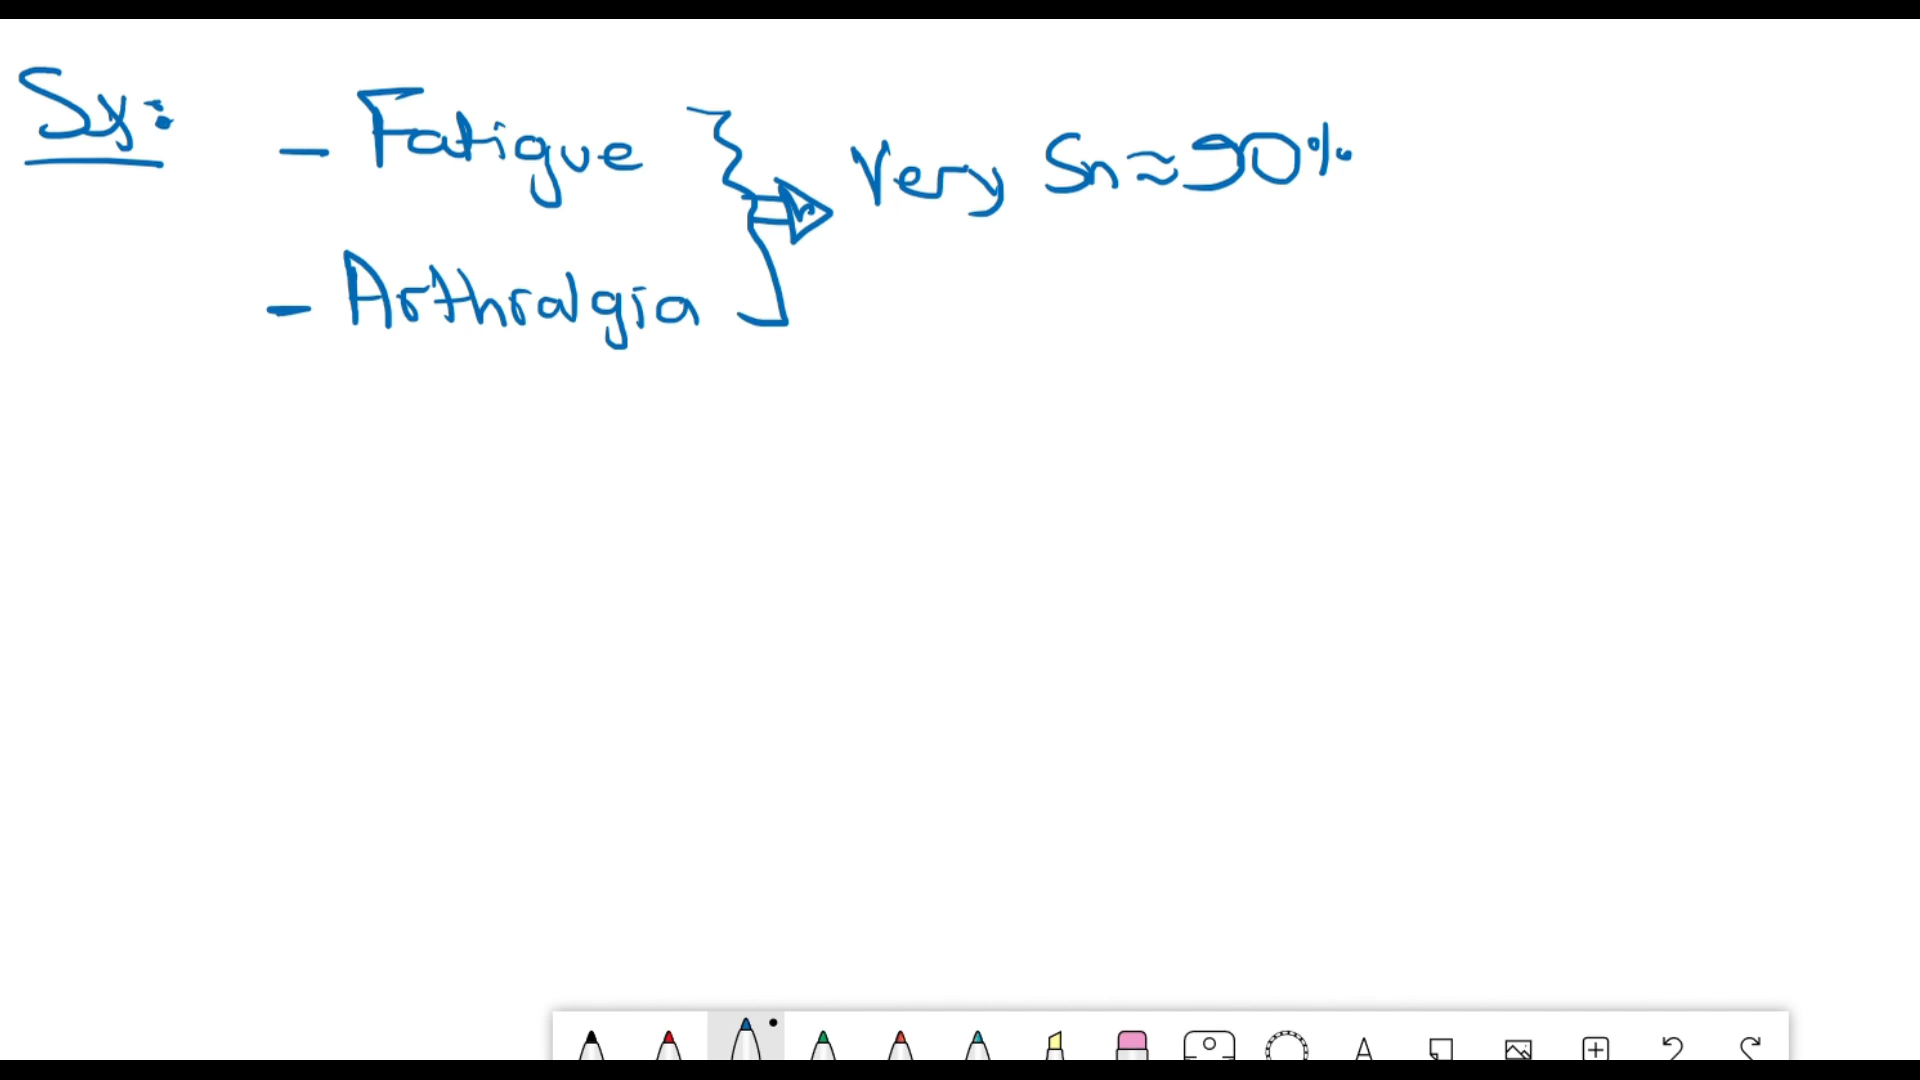 Sx:
- Fatigue
Very Sn≈90%
- Arthralgia